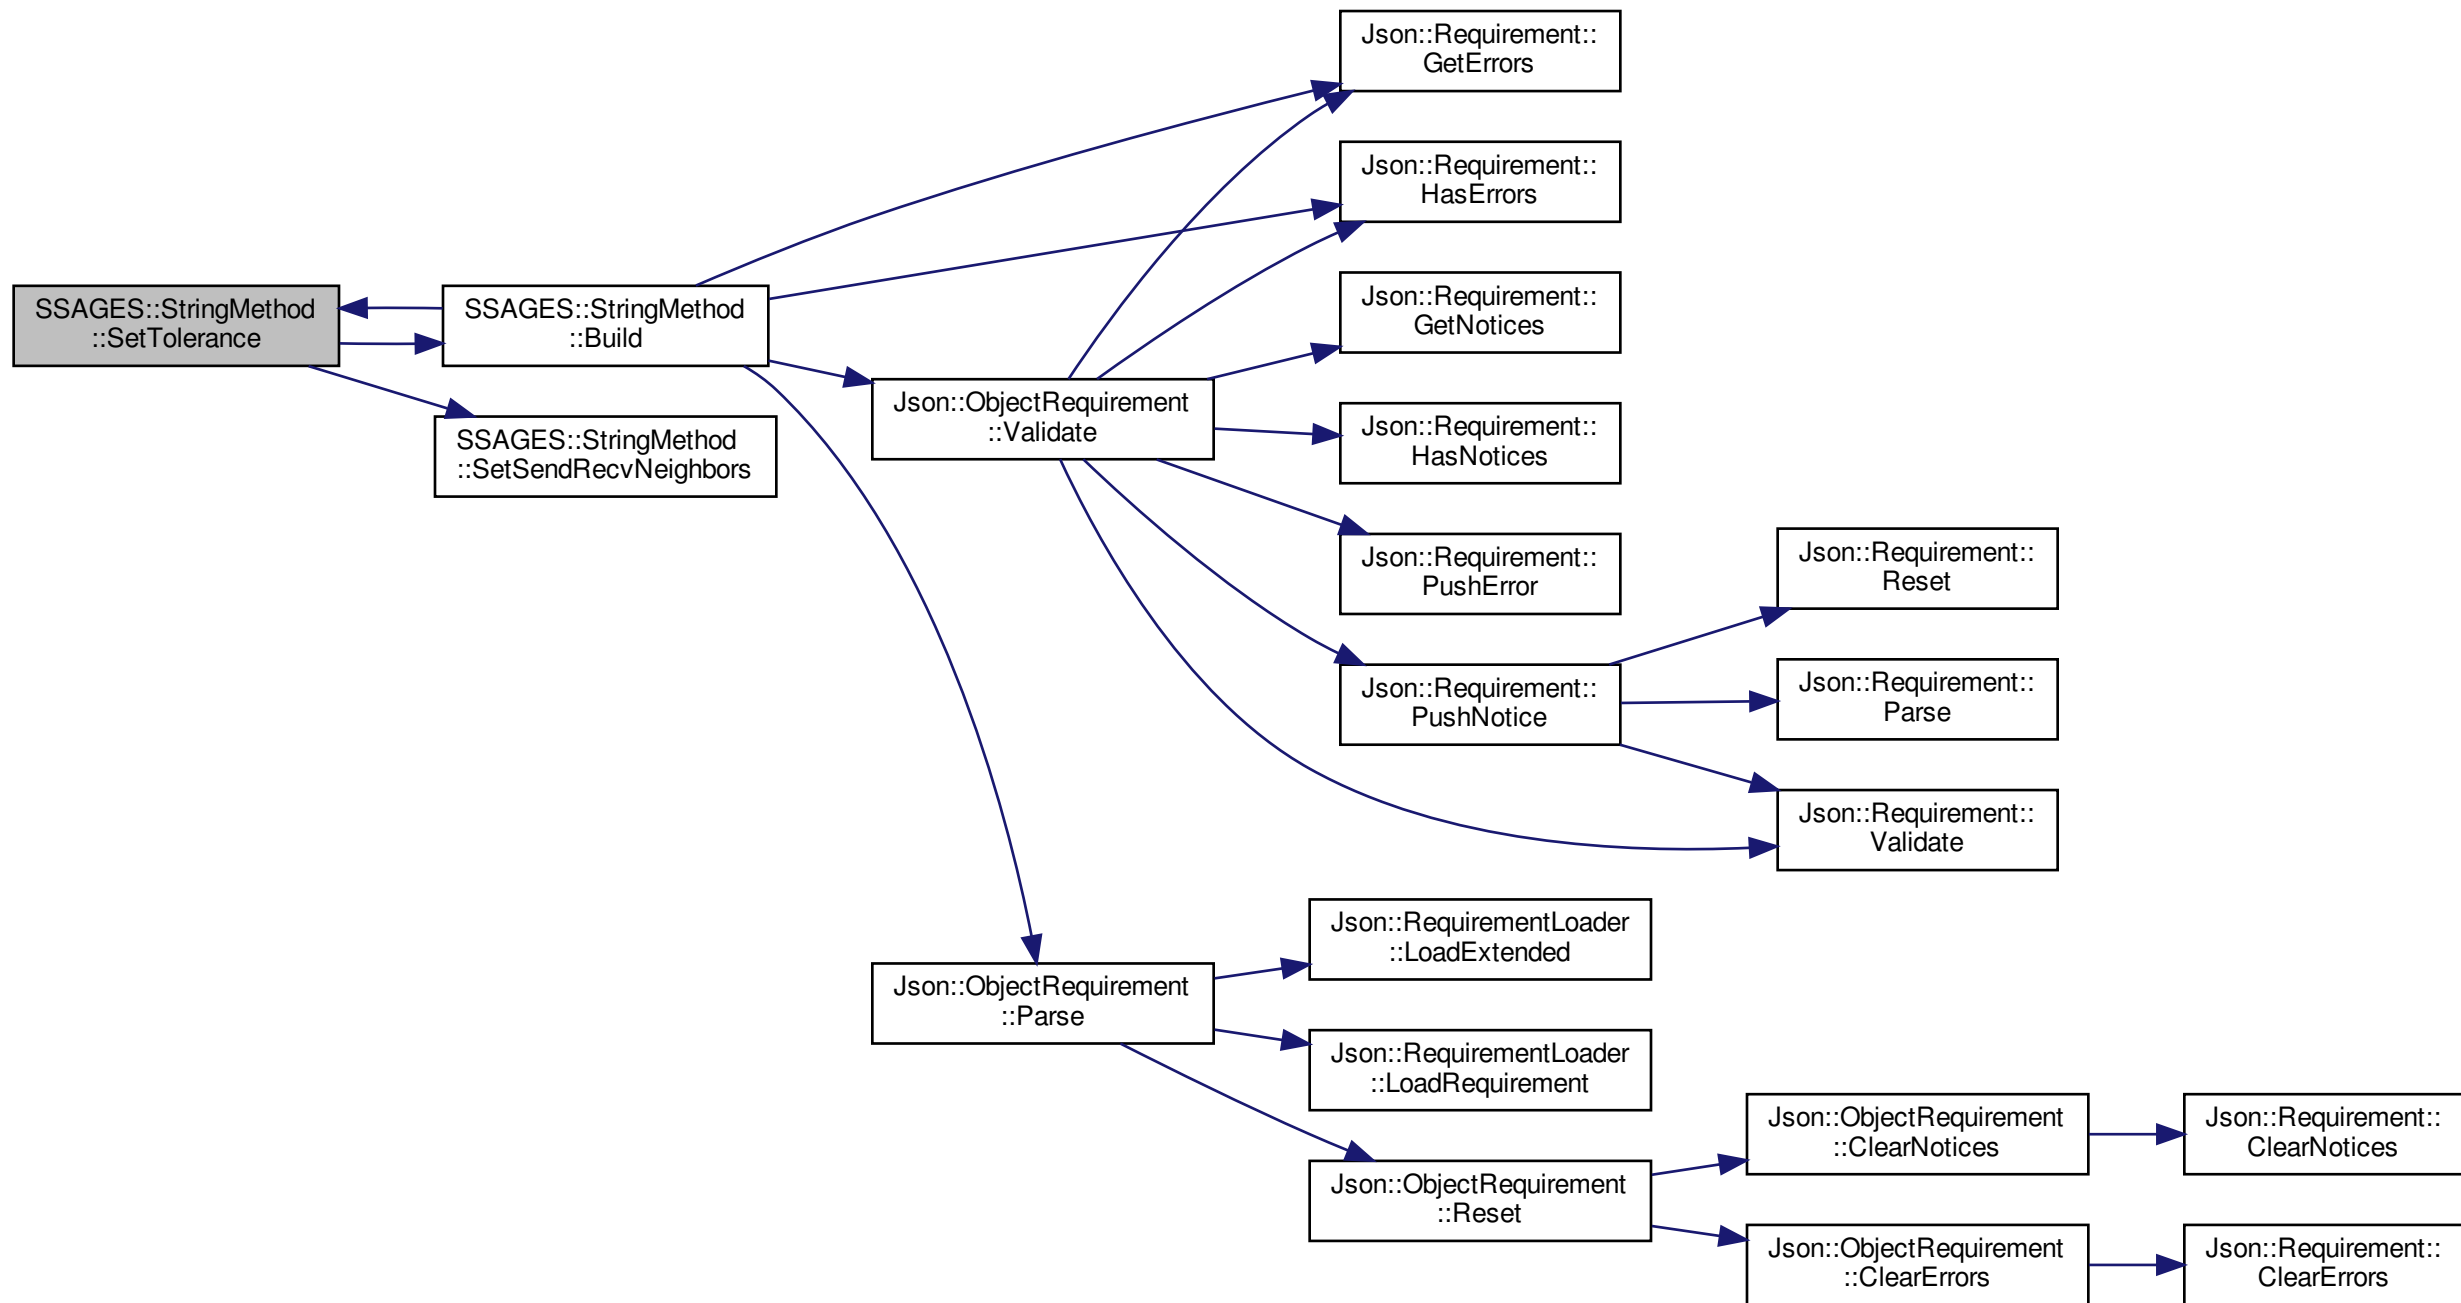 Json::Requirement::
GetErrors
Json::Requirement::
HasErrors
SSAGES::StringMethod
::SetTolerance
SSAGES::StringMethod
::Build
Json::Requirement::
GetNotices
SSAGES::StringMethod
::SetSendRecvNeighbors
Json::ObjectRequirement
::Validate
Json::Requirement::
HasNotices
Json::Requirement::
PushError
Json::Requirement::
Reset
Json::Requirement::
PushNotice
Json::Requirement::
Parse
Json::Requirement::
Validate
Json::RequirementLoader
::LoadExtended
Json::ObjectRequirement
::Parse
Json::RequirementLoader
::LoadRequirement
Json::ObjectRequirement
::Reset
Json::ObjectRequirement
::ClearNotices
Json::Requirement::
ClearNotices
Json::ObjectRequirement
::ClearErrors
Json::Requirement::
ClearErrors